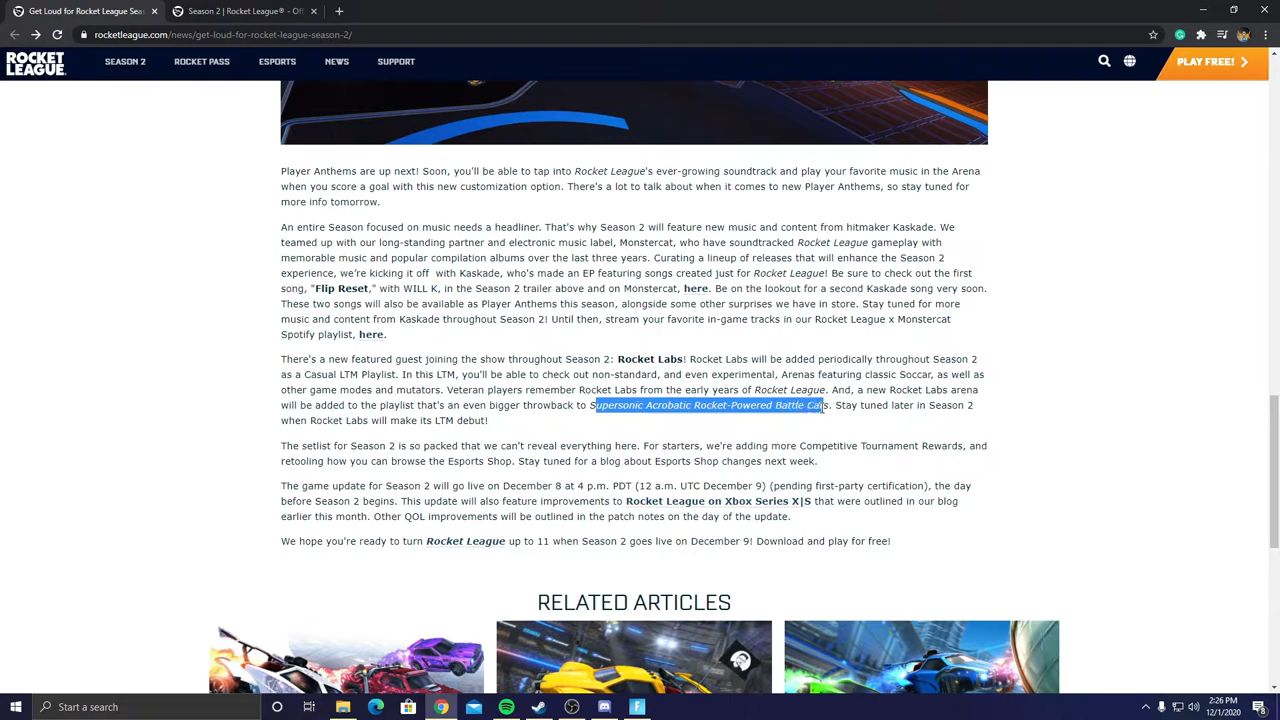 Get Loud for Rocket League Seas
Season 2 | Rocket League® - Of
rocketleague.com/news/get-loud-for-rocket-league-season-2/
ROCKET LEAGUE
SEASON 2
ROCKET PASS
ESPORTS
NEWS
SUPPORT
PLAY FREE!
Player Anthems are up next! Soon, you'll be able to tap into Rocket League's ever-growing soundtrack and play your favorite music in the Arena
when you score a goal with this new customization option. There's a lot to talk about when it comes to new Player Anthems, so stay tuned for
more info tomorrow.
An entire Season focused on music needs a headliner. That's why Season 2 will feature new music and content from hitmaker Kaskade. We
teamed up with our long-standing partner and electronic music label, Monstercat, who have soundtracked Rocket League gameplay with
memorable music and popular compilation albums over the last three years. Curating a lineup of releases that will enhance the Season 2
experience, we're kicking it off  with Kaskade, who's made an EP featuring songs created just for Rocket League! Be sure to check out the first
song, "Flip Reset," with WILL K, in the Season 2 trailer above and on Monstercat, here. Be on the lookout for a second Kaskade song very soon.
These two songs will also be available as Player Anthems this season, alongside some other surprises we have in store. Stay tuned for more
music and content from Kaskade throughout Season 2! Until then, stream your favorite in-game tracks in our Rocket League x Monstercat
Spotify playlist, here.
There's a new featured guest joining the show throughout Season 2: Rocket Labs! Rocket Labs will be added periodically throughout Season 2
as a Casual LTM Playlist. In this LTM, you'll be able to check out non-standard, and even experimental, Arenas featuring classic Soccar, as well as
other game modes and mutators. Veteran players remember Rocket Labs from the early years of Rocket League. And, a new Rocket Labs arena
will be added to the playlist that's an even bigger throwback to Supersonic Acrobatic Rocket-Powered Battle Cars. Stay tuned later in Season 2
when Rocket Labs will make its LTM debut!
The setlist for Season 2 is so packed that we can't reveal everything here. For starters, we're adding more Competitive Tournament Rewards, and
retooling how you can browse the Esports Shop. Stay tuned for a blog about Esports Shop changes next week.
The game update for Season 2 will go live on December 8 at 4 p.m. PDT (12 a.m. UTC December 9) (pending first-party certification), the day
before Season 2 begins. This update will also feature improvements to Rocket League on Xbox Series X|S that were outlined in our blog
earlier this month. Other QOL improvements will be outlined in the patch notes on the day of the update.
We hope you're ready to turn Rocket League up to 11 when Season 2 goes live on December 9! Download and play for free!
RELATED ARTICLES
Start a search
2:26 PM
12/1/2020
8